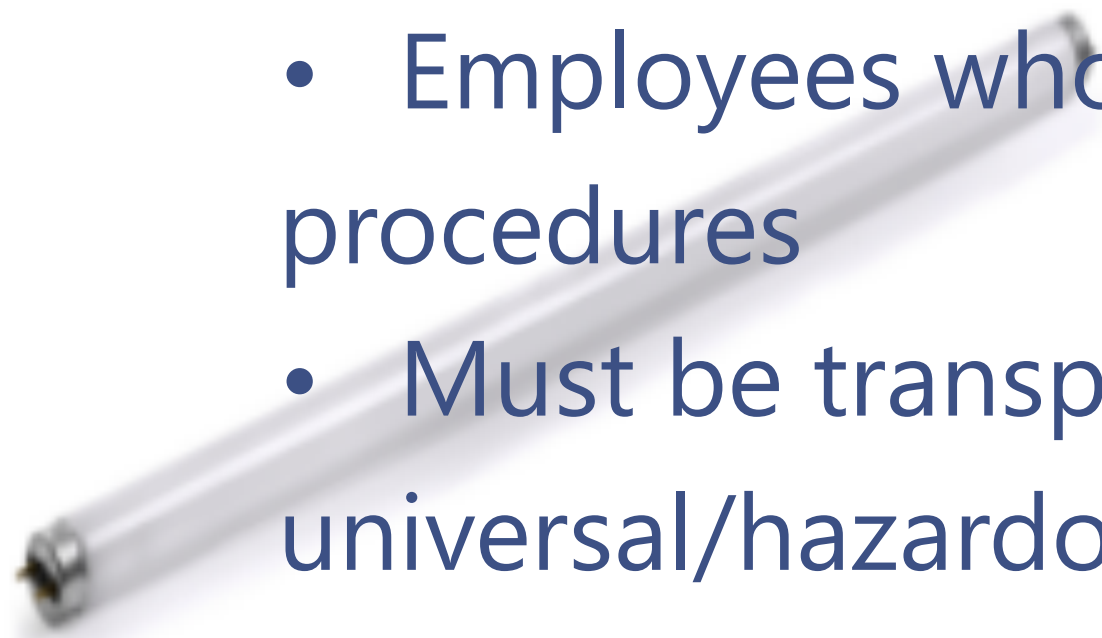 • Employees who
procedures
• Must be transp
universal/hazardo